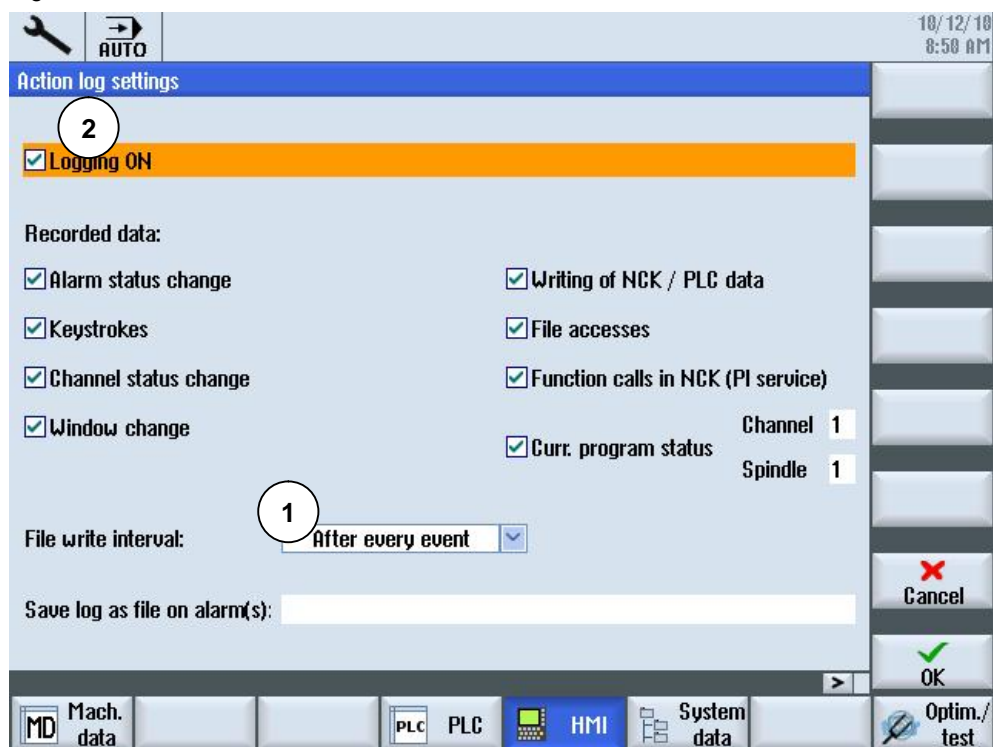 AUTO
10/12/10
8:50 AM
Action log settings
2
Logging ON
Recorded data:
Alarm status change
Writing of NCK / PLC data
Keystrokes
File accesses
Channel status change
Function calls in NCK (PI service)
Window change
Curr. program status
Channel 1
Spindle 1
1
File write interval:
After every event
Save log as file on alarm(s):
Cancel
OK
>
MD Mach. data
PLC PLC
HMI
System data
Optim./ test